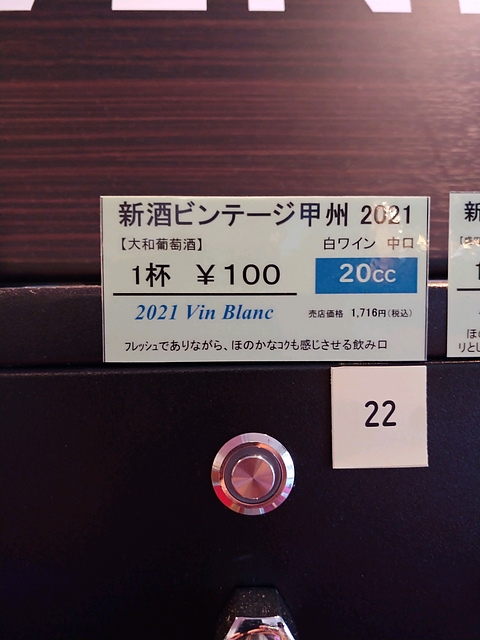 新酒ビンテージ甲州 2021
【大和葡萄酒】 白ワイン 中口
1杯 ￥100 20cc
2021 Vin Blanc 売店価格 1,716円(税込)
フレッシュでありながら、ほのかなコクも感じさせる飲み口
22
新